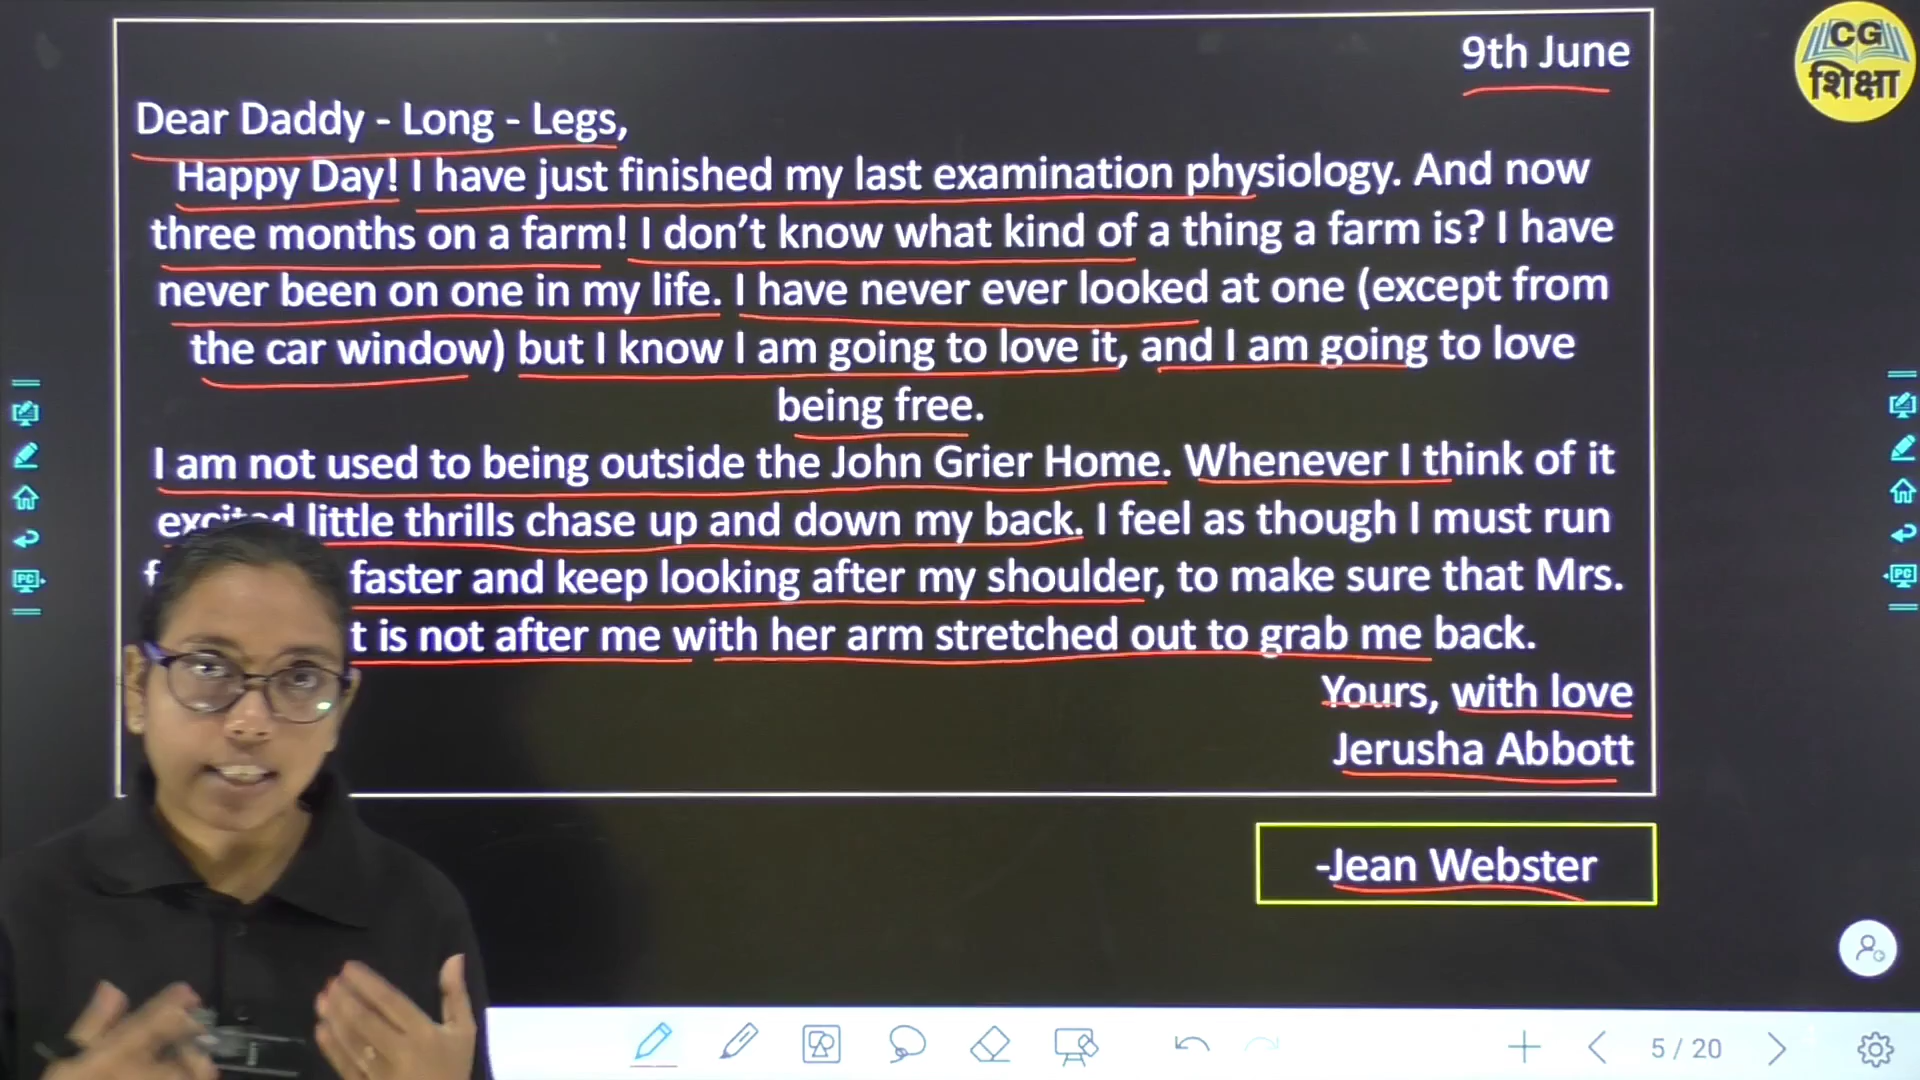 9th June
CG
शिक्षा
Dear Daddy - Long - Legs,
Happy Day! I have just finished my last examination physiology. And now
three months on a farm! I don’t know what kind of a thing a farm is? I have
never been on one in my life. I have never ever looked at one (except from
the car window) but I know I am going to love it, and I am going to love
being free.
I am not used to being outside the John Grier Home. Whenever I think of it
excited little thrills chase up and down my back. I feel as though I must run
faster and keep looking after my shoulder, to make sure that Mrs.
t is not after me with her arm stretched out to grab me back.
Yours, with love
Jerusha Abbott
-Jean Webster
PC
PC
5 / 20